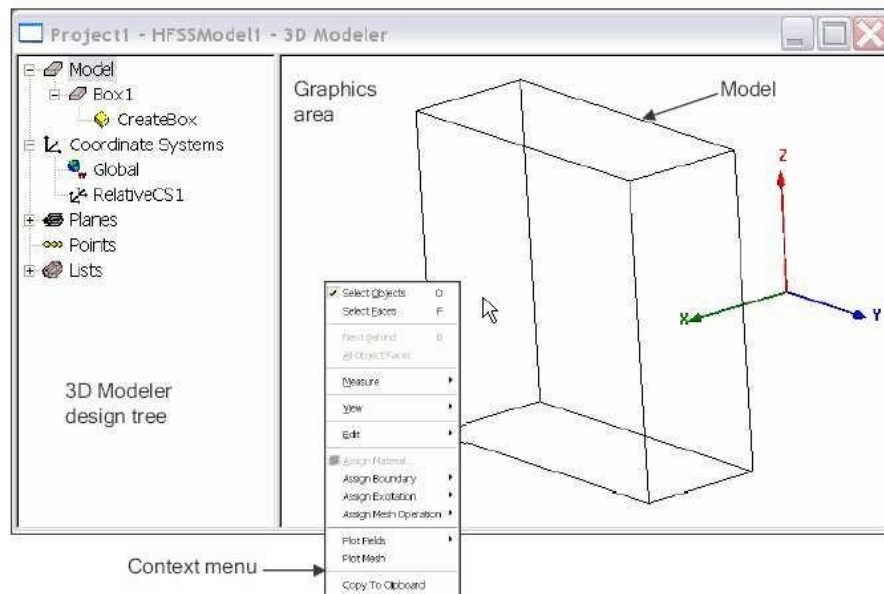 Project1 - HFSSModel1 - 3D Modeler
Model
Box1
CreateBox
Coordinate Systems
Global
RelativeCS1
Planes
Points
Lists
3D Modeler
design tree
Graphics
area
Model
Z
X
Y
Select Objects O
Select Faces F
Next Behind B
All Object Faces
Measure
View
Edit
Assign Material...
Assign Boundary
Assign Excitation
Assign Mesh Operation
Plot Fields
Plot Mesh
Copy To Clipboard
Context menu